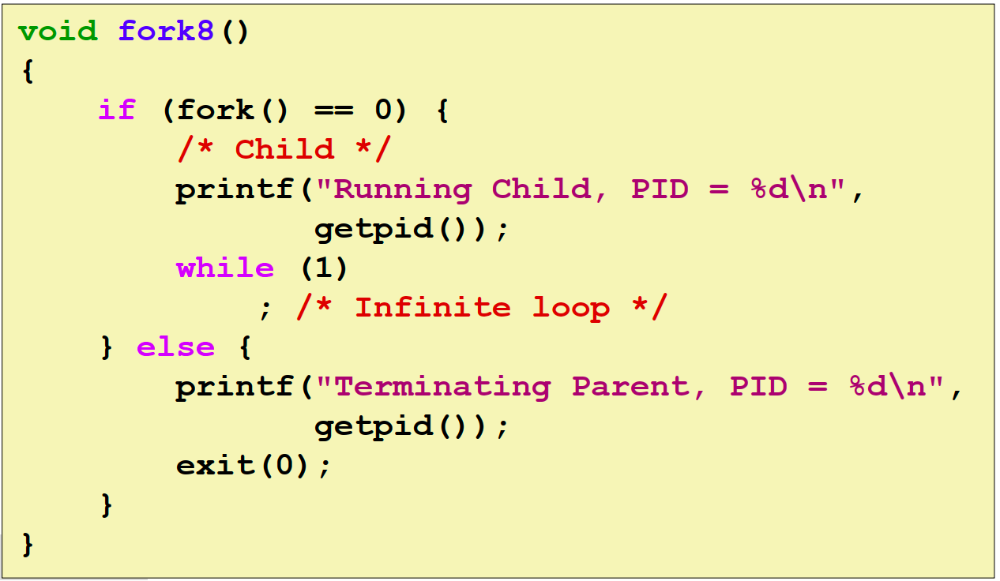 void fork8()
{
    if (fork() == 0) {
        /* Child */
        printf("Running Child, PID = %d\n",
               getpid());
        while (1)
            ; /* Infinite loop */
    } else {
        printf("Terminating Parent, PID = %d\n",
               getpid());
        exit(0);
    }
}